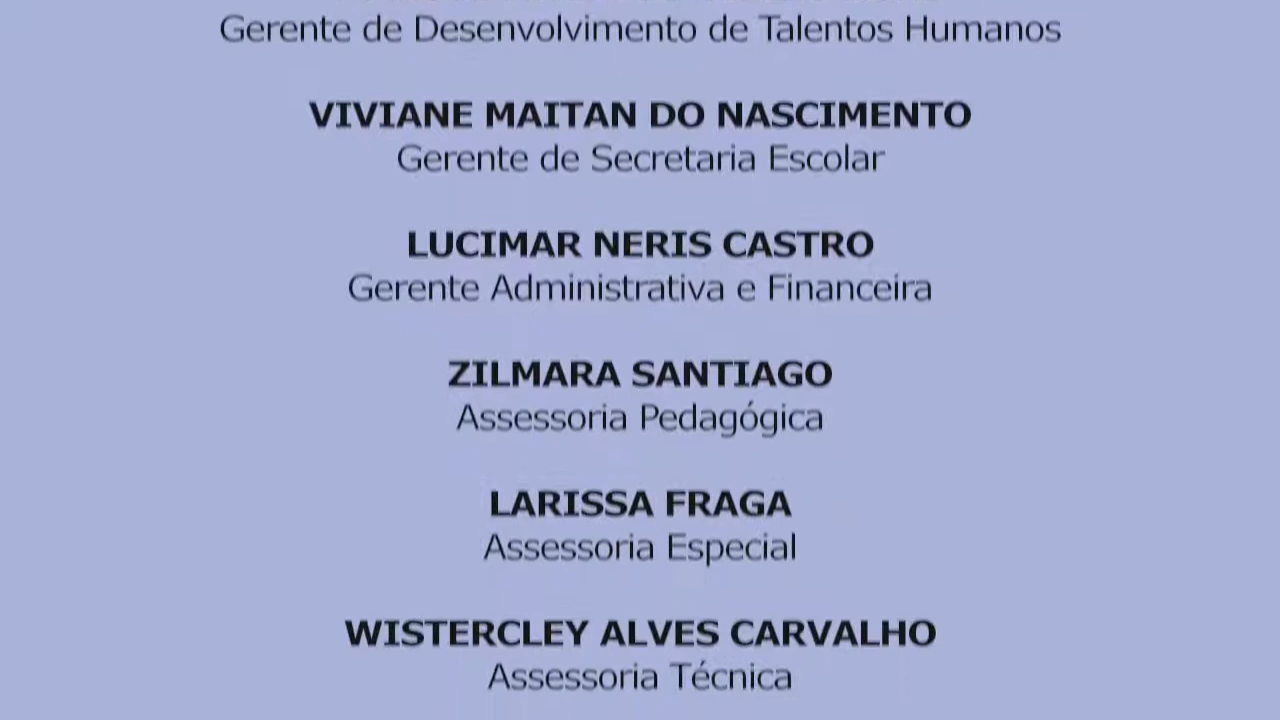 Gerente de Desenvolvimento de Talentos Humanos
VIVIANE MAITAN DO NASCIMENTO
Gerente de Secretaria Escolar
LUCIMAR NERIS CASTRO
Gerente Administrativa e Financeira
ZILMARA SANTIAGO
Assessoria Pedagógica
LARISSA FRAGA
Assessoria Especial
WISTERCLEY ALVES CARVALHO
Assessoria Técnica